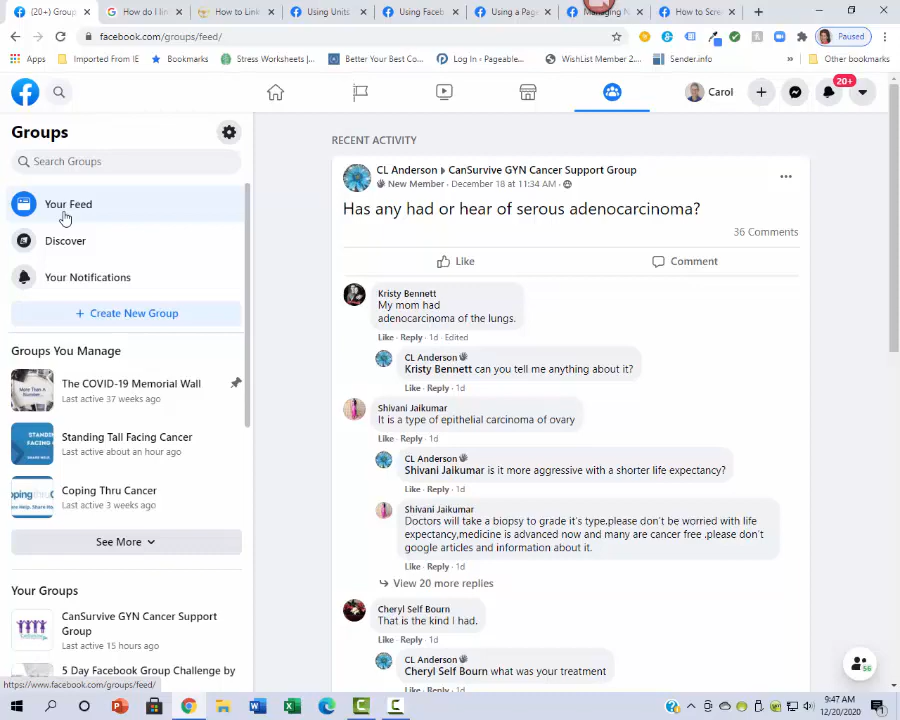 (20+) Group
How do I lin
How to Link
Using Units
Using Faceb
Using a Pag
Managing N
How to Scre
facebook.com/groups/feed/
Paused
Apps
Imported From IE
Bookmarks
Stress Worksheets |...
Better Your Best Co...
Log In ‹ Pageable...
WishList Member 2...
Sender.info
»
Other bookmarks
Carol
20+
Groups
Search Groups
Your Feed
Discover
Your Notifications
+ Create New Group
Groups You Manage
The COVID-19 Memorial Wall
Last active 37 weeks ago
Standing Tall Facing Cancer
Last active about an hour ago
Coping Thru Cancer
Last active 3 weeks ago
See More
Your Groups
CanSurvive GYN Cancer Support
Group
Last active 15 hours ago
5 Day Facebook Group Challenge by
https://www.facebook.com/groups/feed/
RECENT ACTIVITY
CL Anderson ▸ CanSurvive GYN Cancer Support Group
New Member · December 18 at 11:34 AM ·
Has any had or hear of serous adenocarcinoma?
36 Comments
Like
Comment
Kristy Bennett
My mom had
adenocarcinoma of the lungs.
Like · Reply · 1d · Edited
CL Anderson
Kristy Bennett can you tell me anything about it?
Like · Reply · 1d
Shivani Jaikumar
It is a type of epithelial carcinoma of ovary
Like · Reply · 1d
CL Anderson
Shivani Jaikumar is it more aggressive with a shorter life expectancy?
Like · Reply · 1d
Shivani Jaikumar
Doctors will take a biopsy to grade it's type.please don't be worried with life
expectancy,medicine is advanced now and many are cancer free .please don't
google articles and information about it.
Like · Reply · 1d
View 20 more replies
Cheryl Self Bourn
That is the kind I had.
Like · Reply · 1d
CL Anderson
Cheryl Self Bourn what was your treatment
Like · Reply · 1d
9:47 AM
12/20/2020